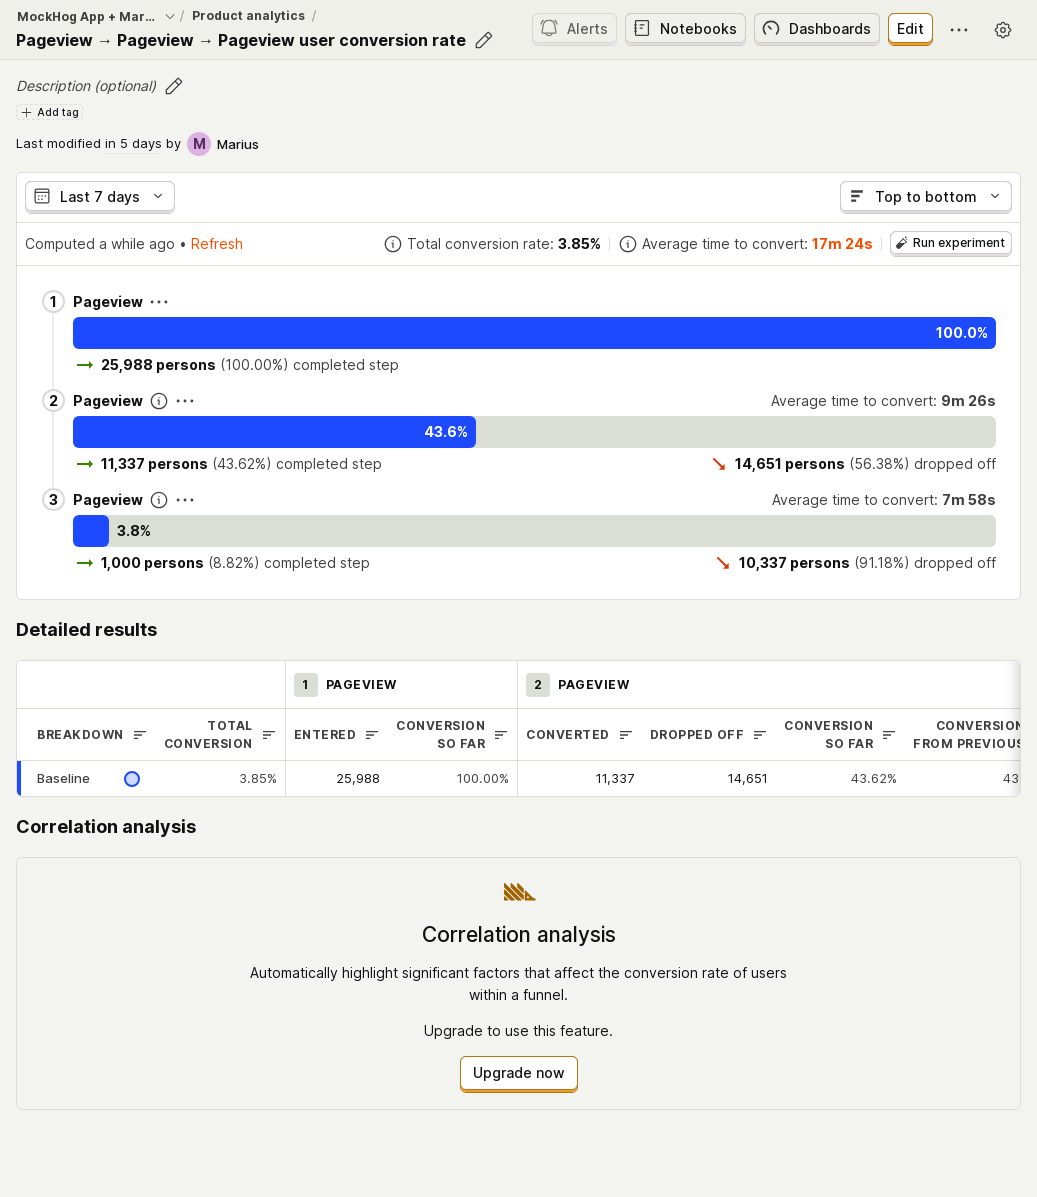 MockHog App + Mar... / Product analytics /
Pageview → Pageview → Pageview user conversion rate
Alerts
Notebooks
Dashboards
Edit
Description (optional)
Add tag
Last modified in 5 days by M Marius
Last 7 days
Top to bottom
Computed a while ago • Refresh
Total conversion rate: 3.85%
Average time to convert: 17m 24s
Run experiment
1 Pageview
100.0%
25,988 persons (100.00%) completed step
2 Pageview
Average time to convert: 9m 26s
43.6%
11,337 persons (43.62%) completed step
14,651 persons (56.38%) dropped off
3 Pageview
Average time to convert: 7m 58s
3.8%
1,000 persons (8.82%) completed step
10,337 persons (91.18%) dropped off
Detailed results
1 PAGEVIEW
2 PAGEVIEW
BREAKDOWN
TOTAL
CONVERSION
ENTERED
CONVERSION
SO FAR
CONVERTED
DROPPED OFF
CONVERSION
SO FAR
CONVERSION
FROM PREVIOUS
Baseline
3.85%
25,988
100.00%
11,337
14,651
43.62%
43
Correlation analysis
Correlation analysis
Automatically highlight significant factors that affect the conversion rate of users
within a funnel.
Upgrade to use this feature.
Upgrade now